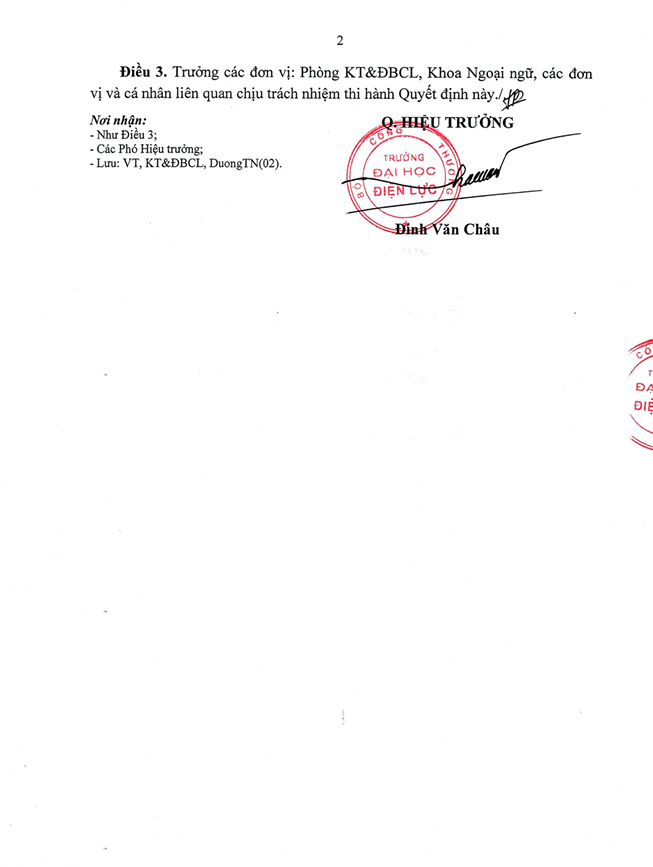 2
Điều 3. Trưởng các đơn vị: Phòng KT&ĐBCL, Khoa Ngoại ngữ, các đơn
vị và cá nhân liên quan chịu trách nhiệm thi hành Quyết định này./.
Nơi nhận:
- Như Điều 3;
- Các Phó Hiệu trưởng;
- Lưu: VT, KT&ĐBCL, DuongTN(02).
Q. HIỆU TRƯỞNG
BỘ CÔNG THƯƠNG
TRƯỜNG
ĐẠI HỌC
ĐIỆN LỰC
Đinh Văn Châu
CÔ
T
ĐẠ
ĐIỆ